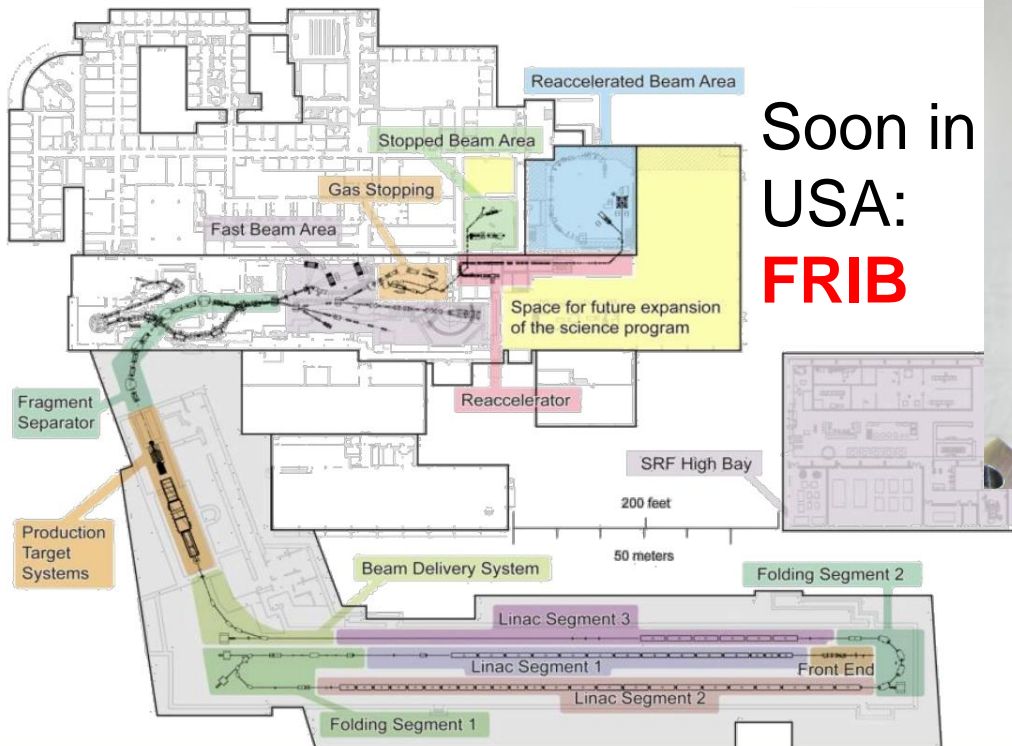 Reaccelerated Beam Area
Stopped Beam Area
Gas Stopping
Fast Beam Area
Soon in
USA:
FRIB
Space for future expansion
of the science program
Fragment
Separator
Reaccelerator
SRF High Bay
200 feet
50 meters
Production
Target
Systems
Beam Delivery System
Folding Segment 2
Linac Segment 3
Linac Segment 1
Front End
Linac Segment 2
Folding Segment 1